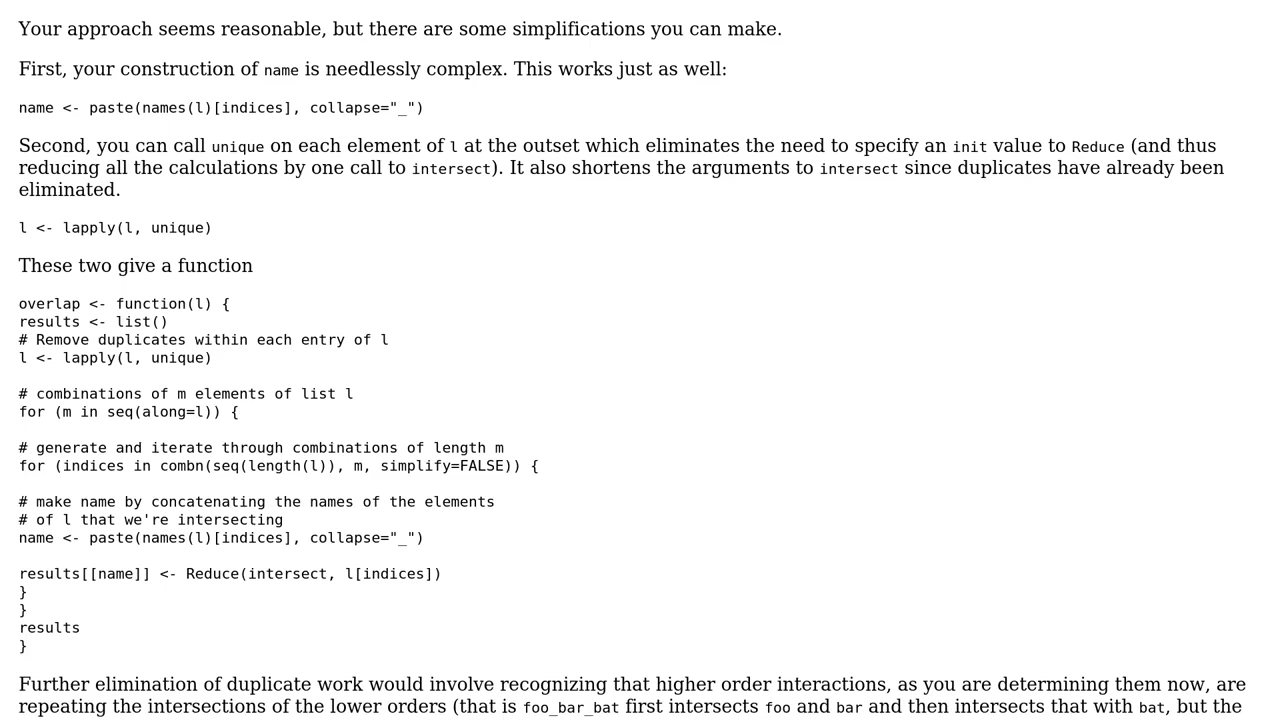 Your approach seems reasonable, but there are some simplifications you can make.
First, your construction of name is needlessly complex. This works just as well:
name <- paste(names(l)[indices], collapse="_")
Second, you can call unique on each element of l at the outset which eliminates the need to specify an init value to Reduce (and thus
reducing all the calculations by one call to intersect). It also shortens the arguments to intersect since duplicates have already been
eliminated.
l <- lapply(l, unique)
These two give a function
overlap <- function(l) {
results <- list()
# Remove duplicates within each entry of l
l <- lapply(l, unique)
# combinations of m elements of list l
for (m in seq(along=l)) {
# generate and iterate through combinations of length m
for (indices in combn(seq(length(l)), m, simplify=FALSE)) {
# make name by concatenating the names of the elements
# of l that we're intersecting
name <- paste(names(l)[indices], collapse="_")
results[[name]] <- Reduce(intersect, l[indices])
}
}
results
}
Further elimination of duplicate work would involve recognizing that higher order interactions, as you are determining them now, are
repeating the intersections of the lower orders (that is foo_bar_bat first intersects foo and bar and then intersects that with bat, but the